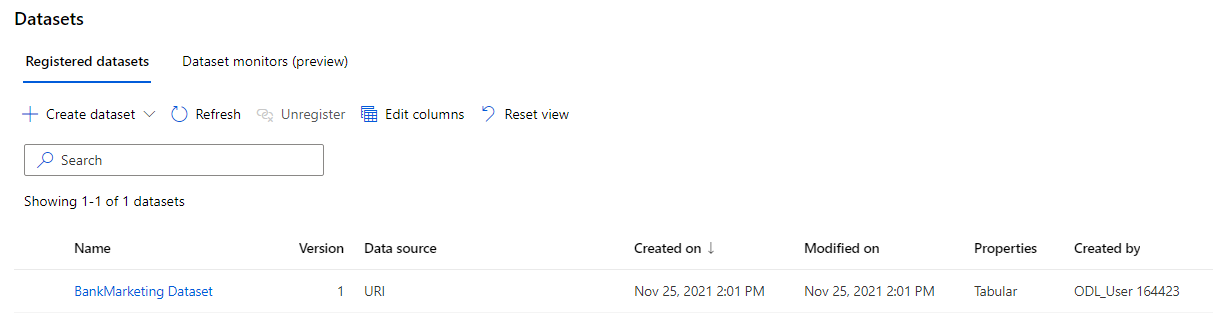 Datasets
Registered datasets Dataset monitors (preview)
Create dataset Refresh Unregister Edit columns Reset view
Search
Showing 1-1 of 1 datasets
Name Version Data source Created on ↓ Modified on Properties Created by
BankMarketing Dataset 1 URI Nov 25, 2021 2:01 PM Nov 25, 2021 2:01 PM Tabular ODL_User 164423